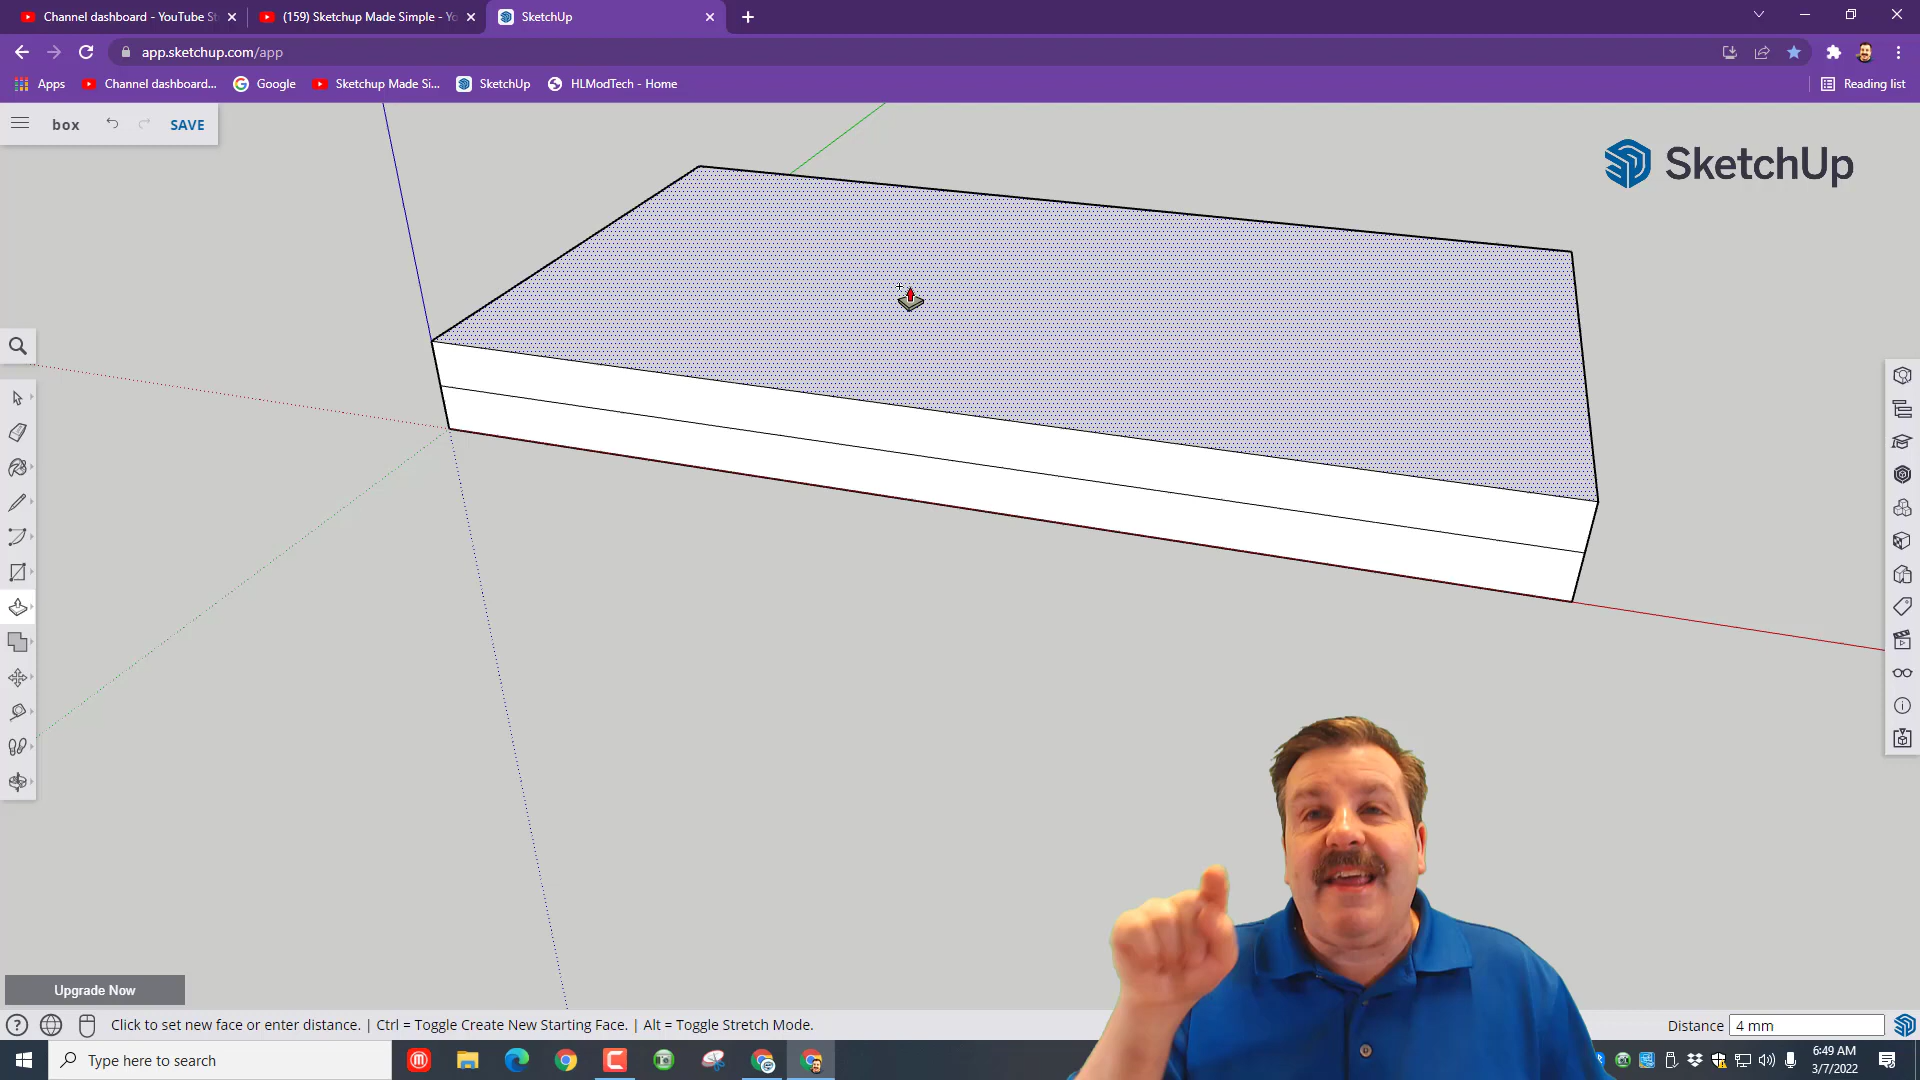 Channel dashboard - YouTube St
(159) Sketchup Made Simple - Yo
SketchUp
app.sketchup.com/app
Apps
Channel dashboard...
Google
Sketchup Made Si...
SketchUp
HLModTech - Home
Reading list
box
SAVE
SketchUp
Upgrade Now
Click to set new face or enter distance. | Ctrl = Toggle Create New Starting Face. | Alt = Toggle Stretch Mode.
Distance
4 mm
Type here to search
6:49 AM
3/7/2022